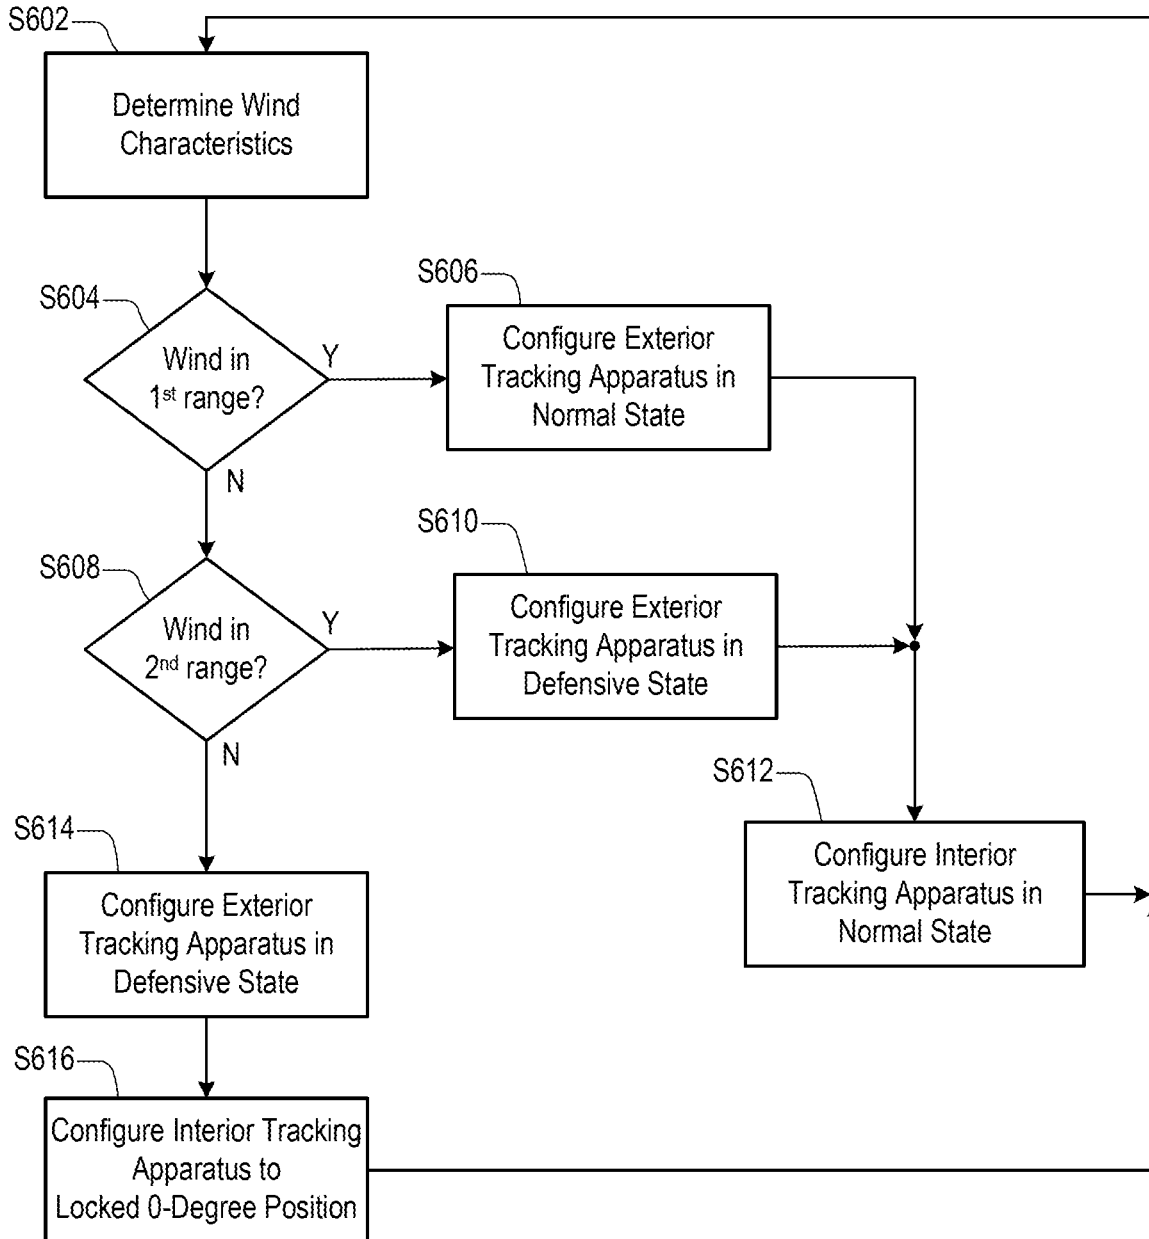 S602
Determine Wind
Characteristics
S604
Wind in
1st range?
Y
N
S606
Configure Exterior
Tracking Apparatus in
Normal State
S608
Wind in
2nd range?
Y
N
S610
Configure Exterior
Tracking Apparatus in
Defensive State
S612
Configure Interior
Tracking Apparatus in
Normal State
S614
Configure Exterior
Tracking Apparatus in
Defensive State
S616
Configure Interior Tracking
Apparatus to
Locked 0-Degree Position